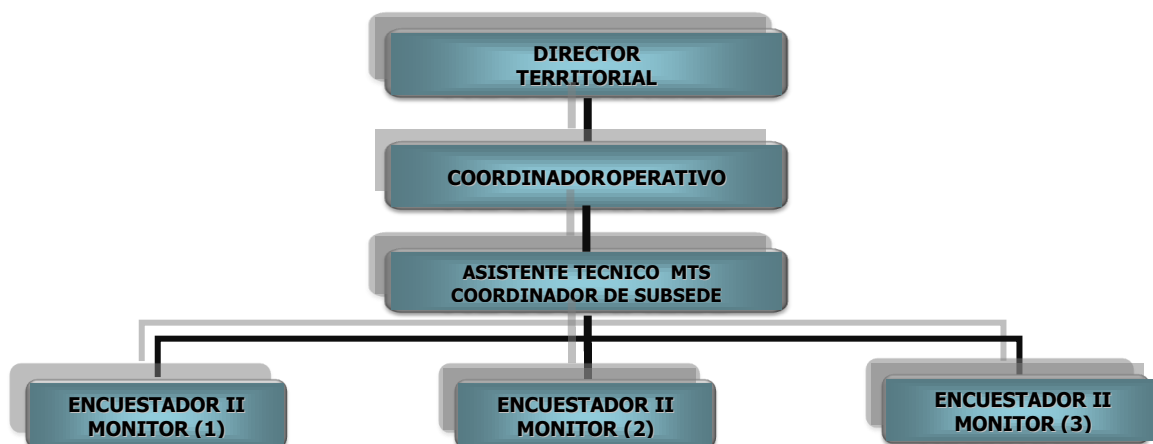 DIRECTOR
TERRITORIAL
COORDINADOROPERATIVO
ASISTENTE TECNICO MTS
COORDINADOR DE SUBSEDE
ENCUESTADOR II
MONITOR (1)
ENCUESTADOR II
MONITOR (2)
ENCUESTADOR II
MONITOR (3)